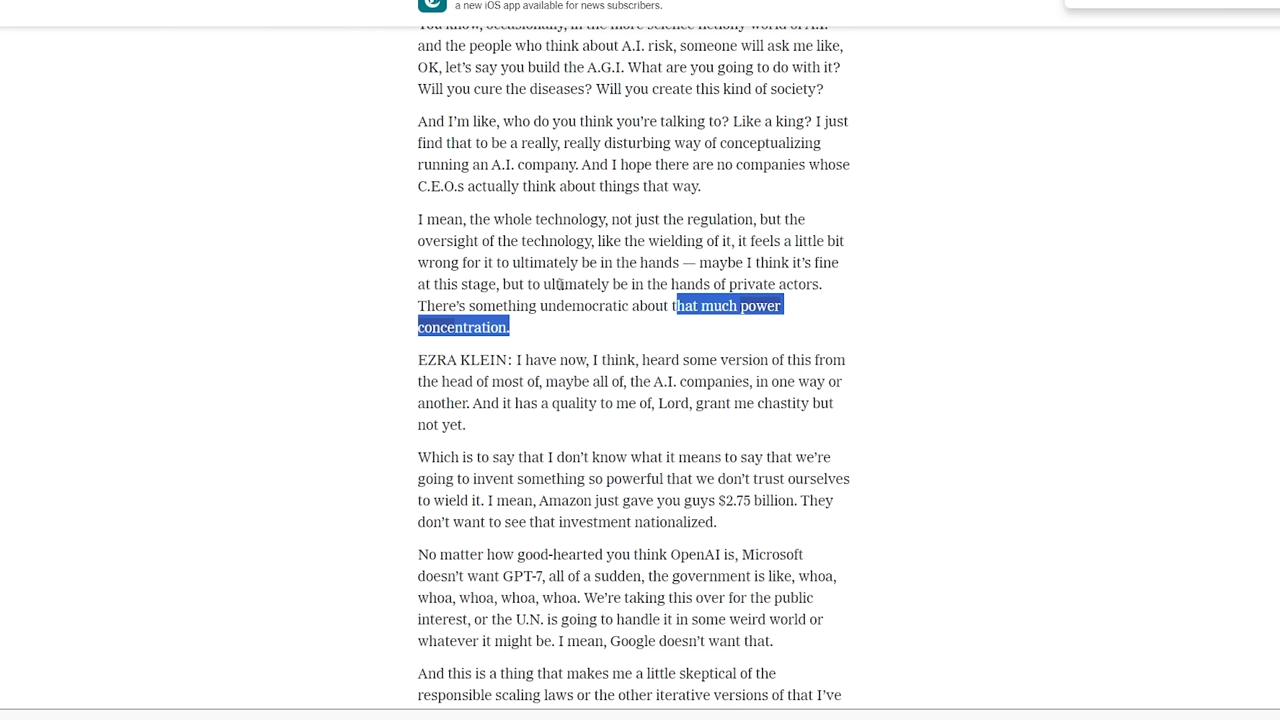 a new iOS app available for news subscribers.
You know, occasionally, in the more science fictiony world of A.I.
and the people who think about A.I. risk, someone will ask me like,
OK, let’s say you build the A.G.I. What are you going to do with it?
Will you cure the diseases? Will you create this kind of society?
And I’m like, who do you think you’re talking to? Like a king? I just
find that to be a really, really disturbing way of conceptualizing
running an A.I. company. And I hope there are no companies whose
C.E.O.s actually think about things that way.
I mean, the whole technology, not just the regulation, but the
oversight of the technology, like the wielding of it, it feels a little bit
wrong for it to ultimately be in the hands — maybe I think it’s fine
at this stage, but to ultimately be in the hands of private actors.
There’s something undemocratic about that much power
concentration.
EZRA KLEIN: I have now, I think, heard some version of this from
the head of most of, maybe all of, the A.I. companies, in one way or
another. And it has a quality to me of, Lord, grant me chastity but
not yet.
Which is to say that I don’t know what it means to say that we’re
going to invent something so powerful that we don’t trust ourselves
to wield it. I mean, Amazon just gave you guys $2.75 billion. They
don’t want to see that investment nationalized.
No matter how good-hearted you think OpenAI is, Microsoft
doesn’t want GPT-7, all of a sudden, the government is like, whoa,
whoa, whoa, whoa, whoa. We’re taking this over for the public
interest, or the U.N. is going to handle it in some weird world or
whatever it might be. I mean, Google doesn’t want that.
And this is a thing that makes me a little skeptical of the
responsible scaling laws or the other iterative versions of that I’ve